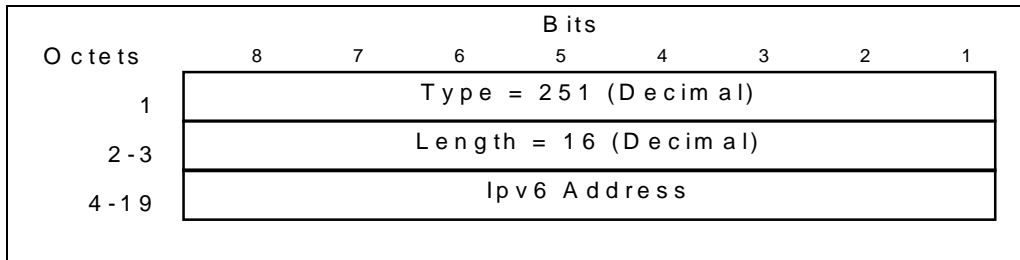 Bits
Octets 8 7 6 5 4 3 2 1
1 Type = 251 (Decimal)
2-3 Length = 16 (Decimal)
4-19 Ipv6 Address